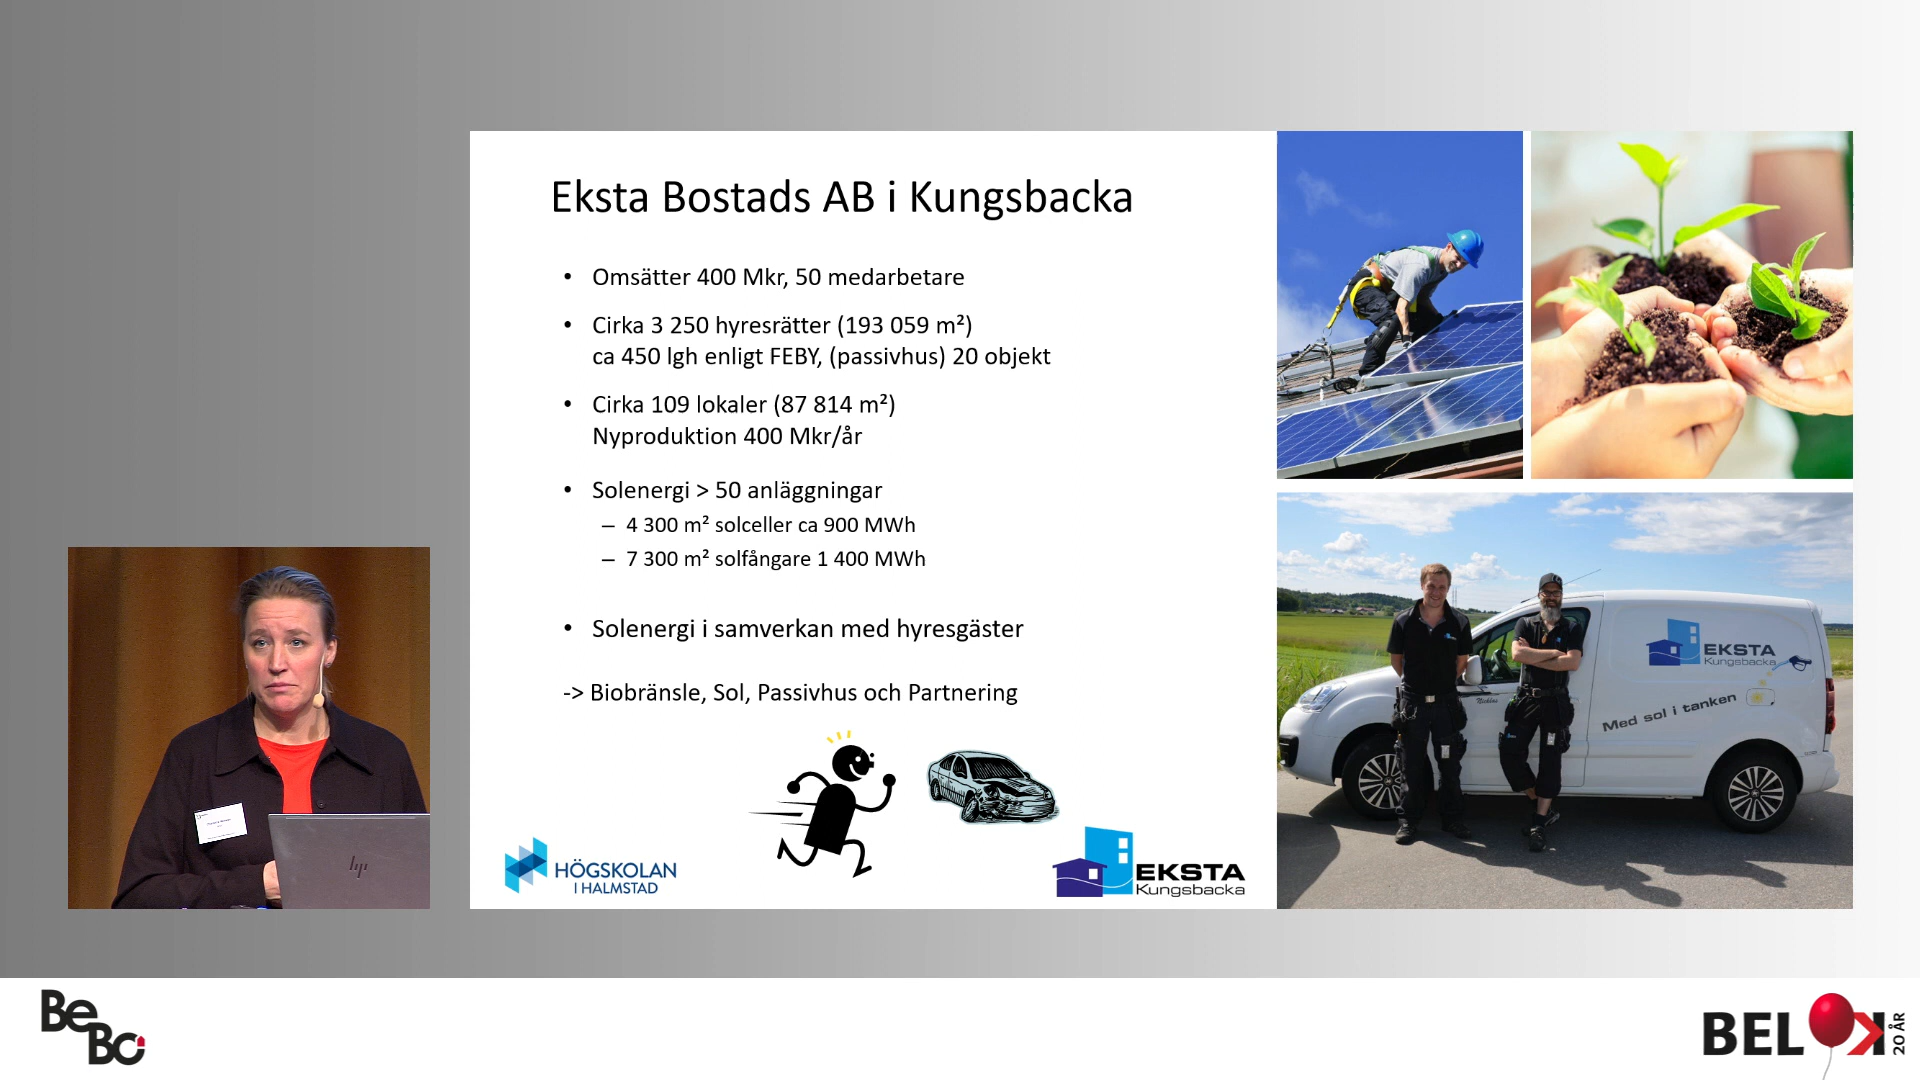 Eksta Bostads AB i Kungsbacka
• Omsätter 400 Mkr, 50 medarbetare
• Cirka 3 250 hyresrätter (193 059 m²)
ca 450 lgh enligt FEBY, (passivhus) 20 objekt
• Cirka 109 lokaler (87 814 m²)
Nyproduktion 400 Mkr/år
• Solenergi > 50 anläggningar
– 4 300 m² solceller ca 900 MWh
– 7 300 m² solfångare 1 400 MWh
• Solenergi i samverkan med hyresgäster
-> Biobränsle, Sol, Passivhus och Partnering
HÖGSKOLAN
I HALMSTAD
EKSTA
Kungsbacka
EKSTA
Kungsbacka
Med sol i tanken
hp
BeBo
BELOK
20 ÅR